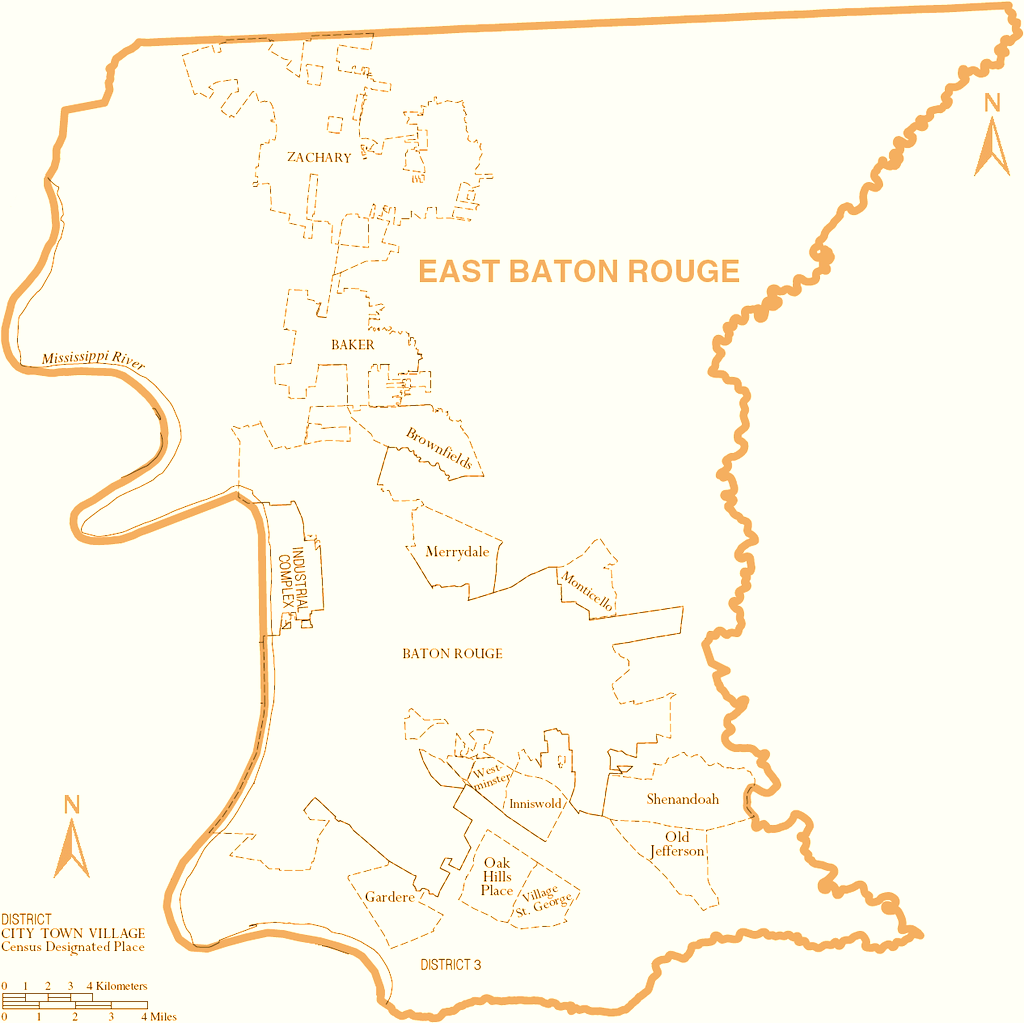 N
ZACHARY
EAST BATON ROUGE
BAKER
Mississippi River
Brownfields
Merrydale
INDUSTRIAL
COMPLEX
Monticello
BATON ROUGE
West-
minster
Inniswold
Shenandoah
N
Old
Jefferson
Oak
Hills
Place
Village
St. George
Gardere
DISTRICT
CITY TOWN VILLAGE
Census Designated Place
DISTRICT 3
0 1 2 3 4 Kilometers
0 1 2 3 4 Miles